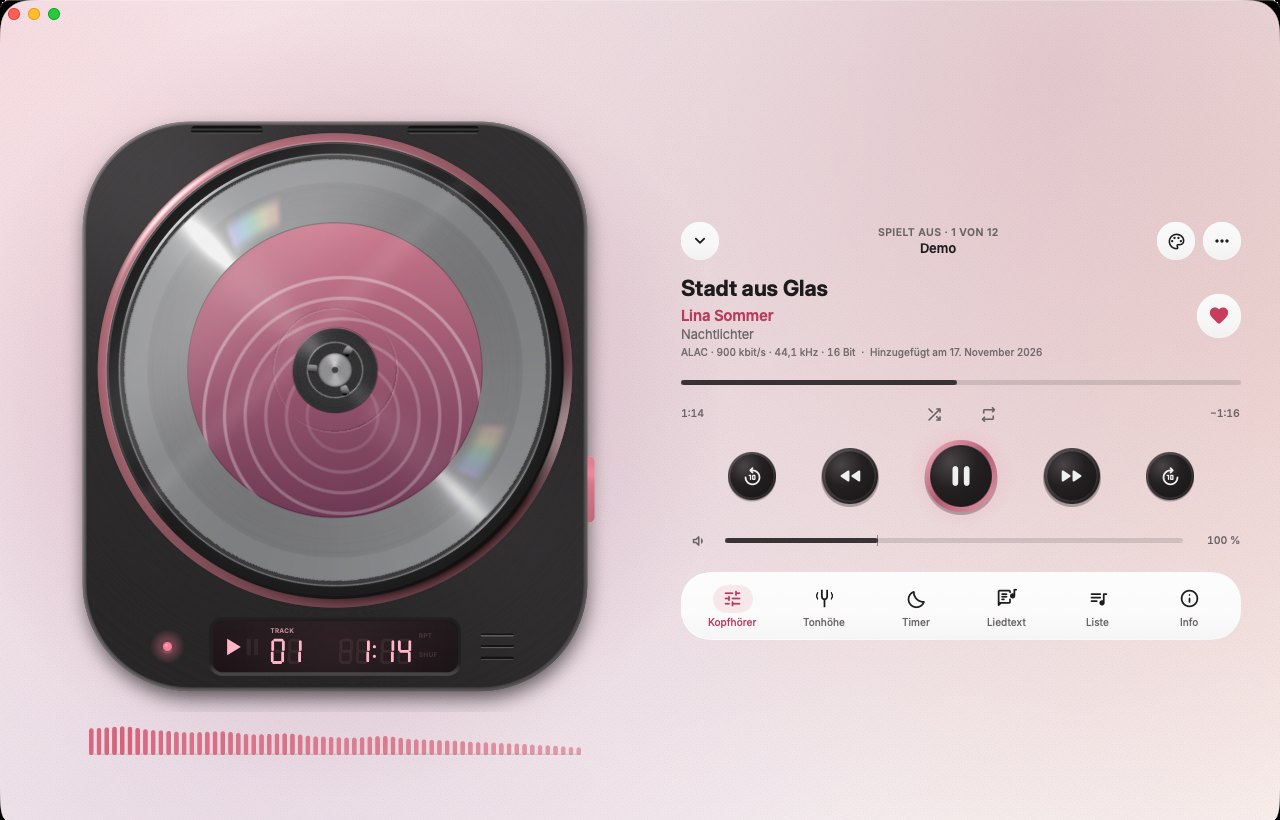 SPIELT AUS · 1 VON 12
Demo
Stadt aus Glas
Lina Sommer
Nachtlichter
ALAC · 900 kbit/s · 44,1 kHz · 16 Bit · Hinzugefügt am 17. November 2026
1:14
−1:16
10
10
100 %
Kopfhörer
Tonhöhe
Timer
Liedtext
Liste
Info
TRACK
01
1:14
RPT
SHUF